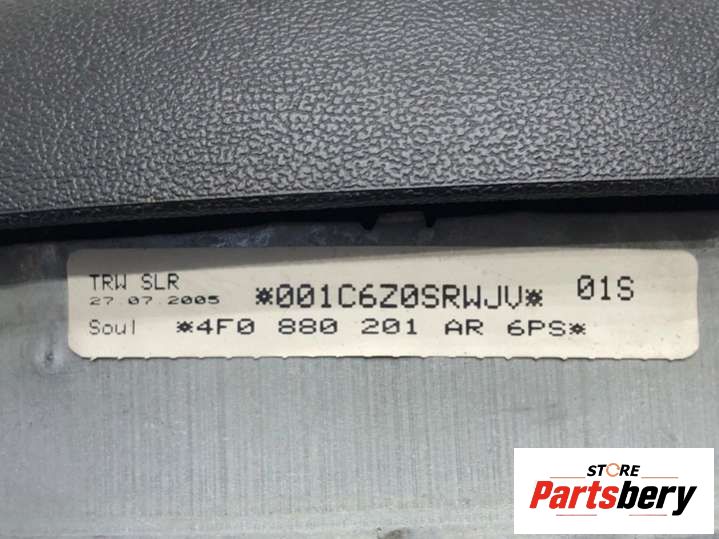 TRW SLR
27.07.2005
*001C6Z0SRWJV*
01S
Soul *4F0 880 201 AR 6PS*
STORE
Partsbery